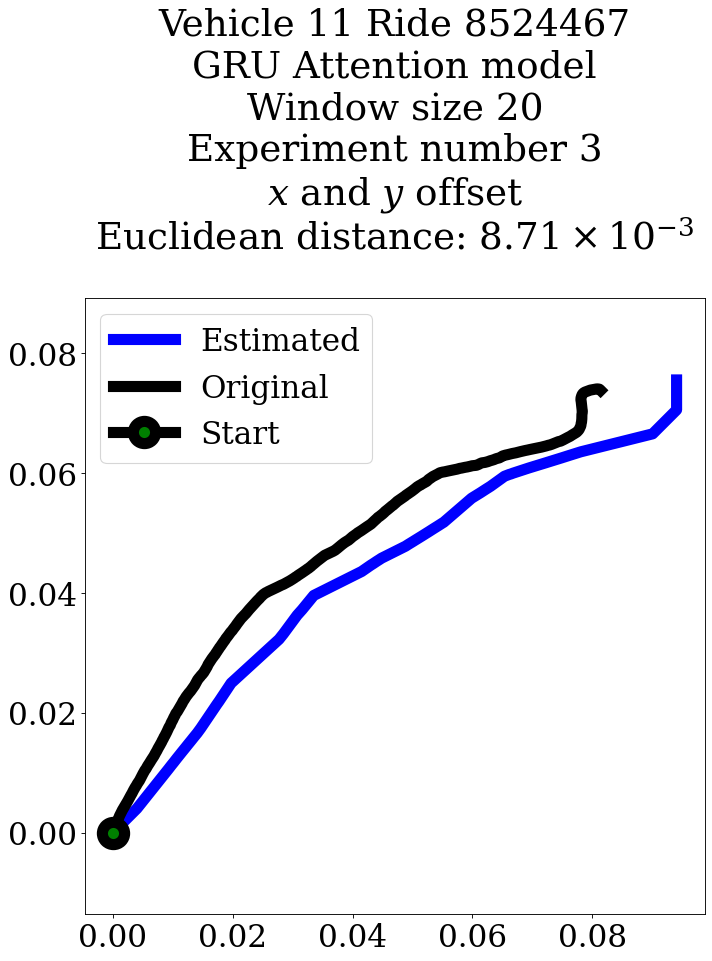 Vehicle 11 Ride 8524467
GRU Attention model
Window size 20
Experiment number 3
x and y offset
Euclidean distance: 8.71 × 10⁻³
Estimated
Original
Start
0.08
0.06
0.04
0.02
0.00
0.00 0.02 0.04 0.06 0.08